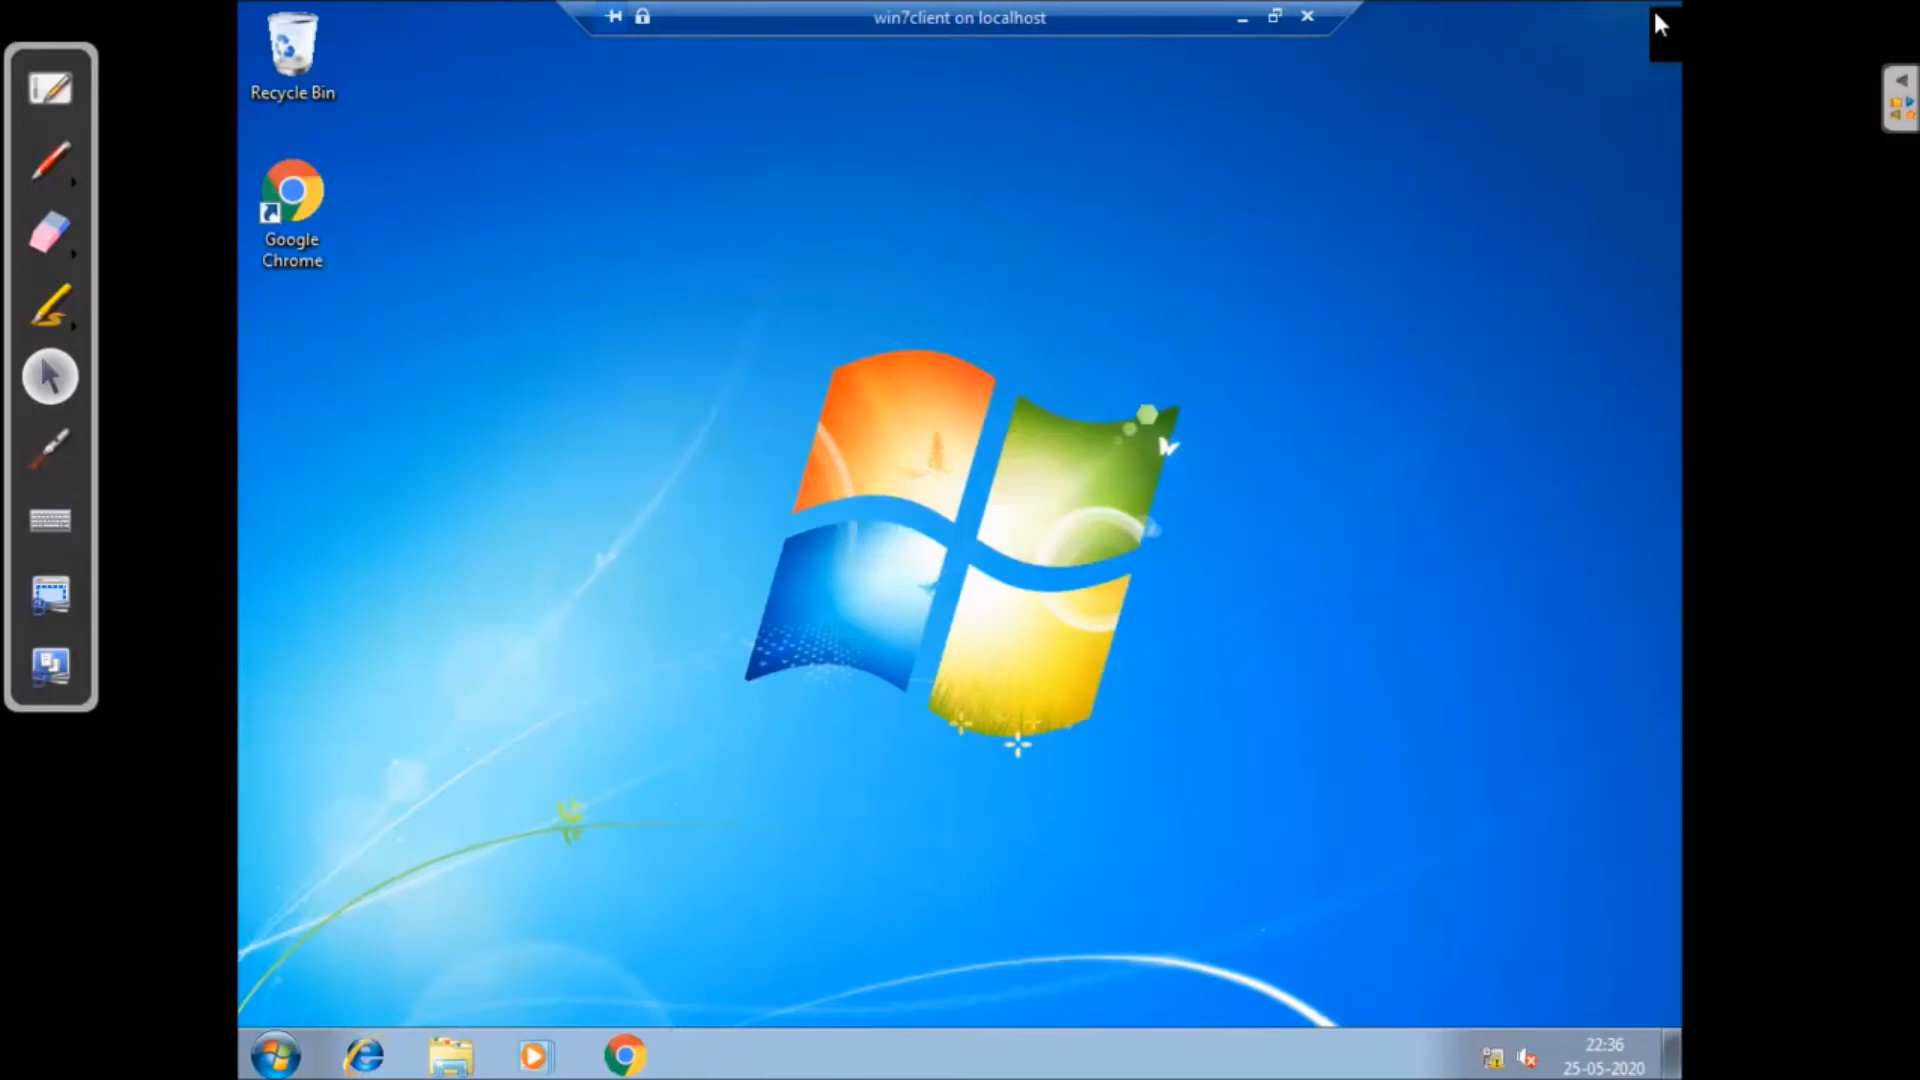 win7client on localhost
Recycle Bin
Google
Chrome
22:36
25-05-2020